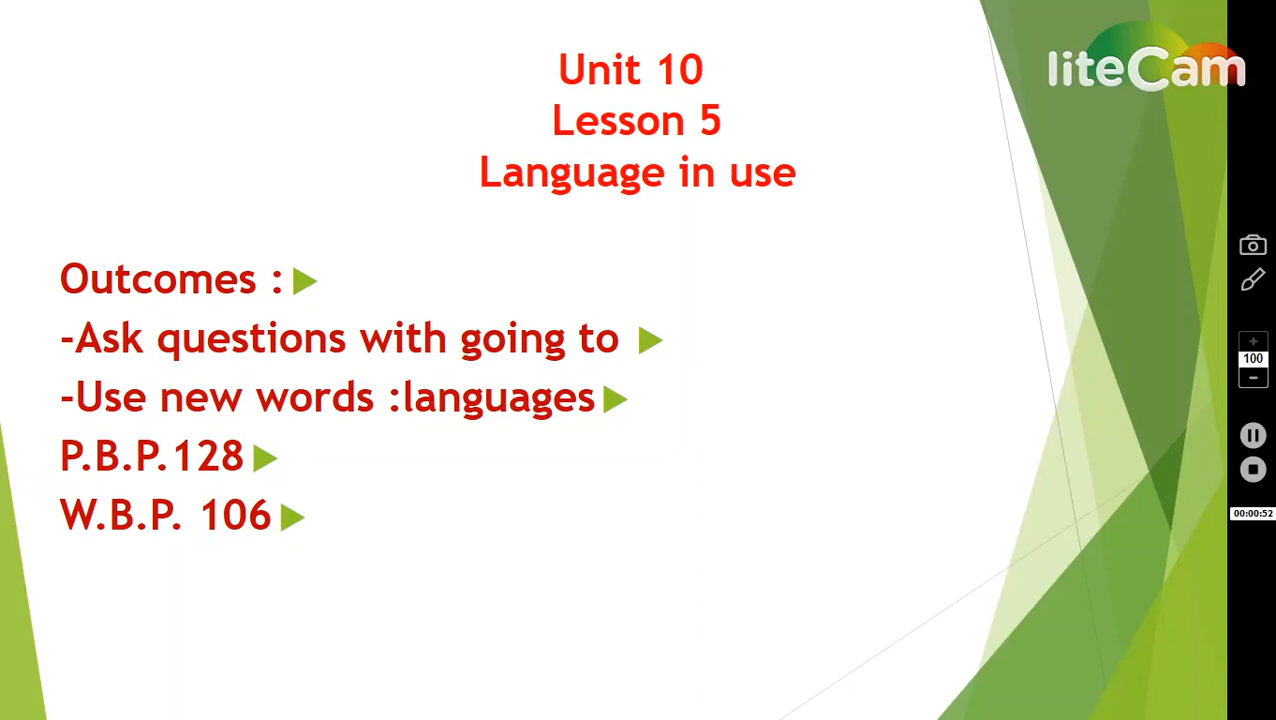 Unit 10
Lesson 5
Language in use
Outcomes :
-Ask questions with going to
-Use new words :languages
P.B.P.128
W.B.P. 106
liteCam
100
00:00:52